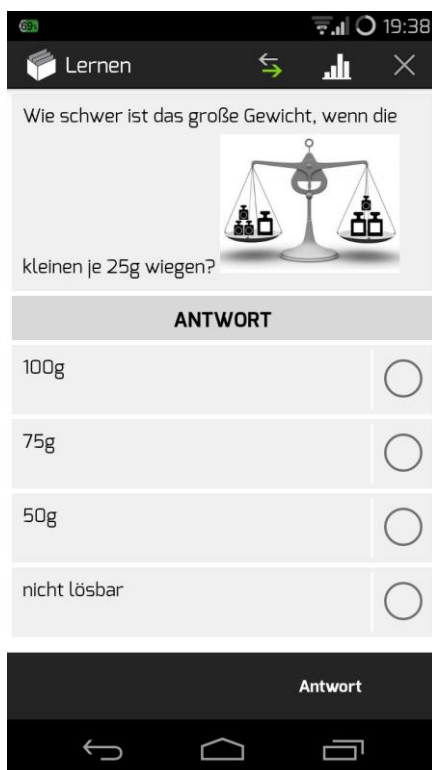 69% 19:38
Lernen
Wie schwer ist das große Gewicht, wenn die
kleinen je 25g wiegen?
ANTWORT
100g
75g
50g
nicht lösbar
Antwort